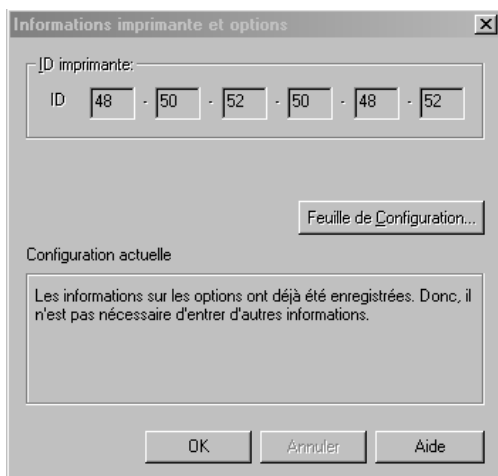 Informations imprimante et options
ID imprimante:
ID 48 - 50 - 52 - 50 - 48 - 52
Feuille de Configuration...
Configuration actuelle
Les informations sur les options ont déjà été enregistrées. Donc, il
n'est pas nécessaire d'entrer d'autres informations.
OK Annuler Aide